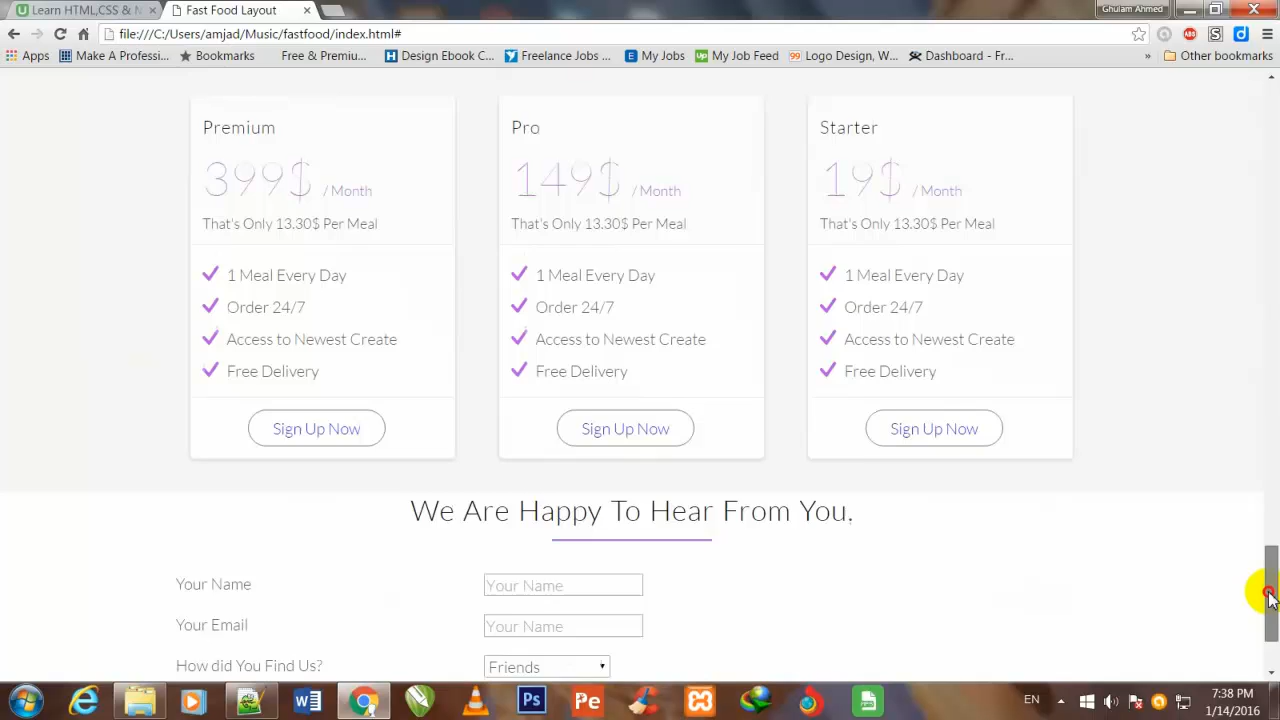 Learn HTML,CSS & N
Fast Food Layout
Ghulam Ahmed
file:///C:/Users/amjad/Music/fastfood/index.html#
Apps
Make A Professi...
Bookmarks
Free & Premiu...
Design Ebook C...
Freelance Jobs ...
My Jobs
My Job Feed
Logo Design, W...
Dashboard - Fr...
»
Other bookmarks
Premium
399$ / Month
That's Only 13.30$ Per Meal
1 Meal Every Day
Order 24/7
Access to Newest Create
Free Delivery
Sign Up Now
Pro
149$ / Month
That's Only 13.30$ Per Meal
1 Meal Every Day
Order 24/7
Access to Newest Create
Free Delivery
Sign Up Now
Starter
19$ / Month
That's Only 13.30$ Per Meal
1 Meal Every Day
Order 24/7
Access to Newest Create
Free Delivery
Sign Up Now
We Are Happy To Hear From You,
Your Name
Your Name
Your Email
Your Name
How did You Find Us?
Friends
EN
7:38 PM
1/14/2016